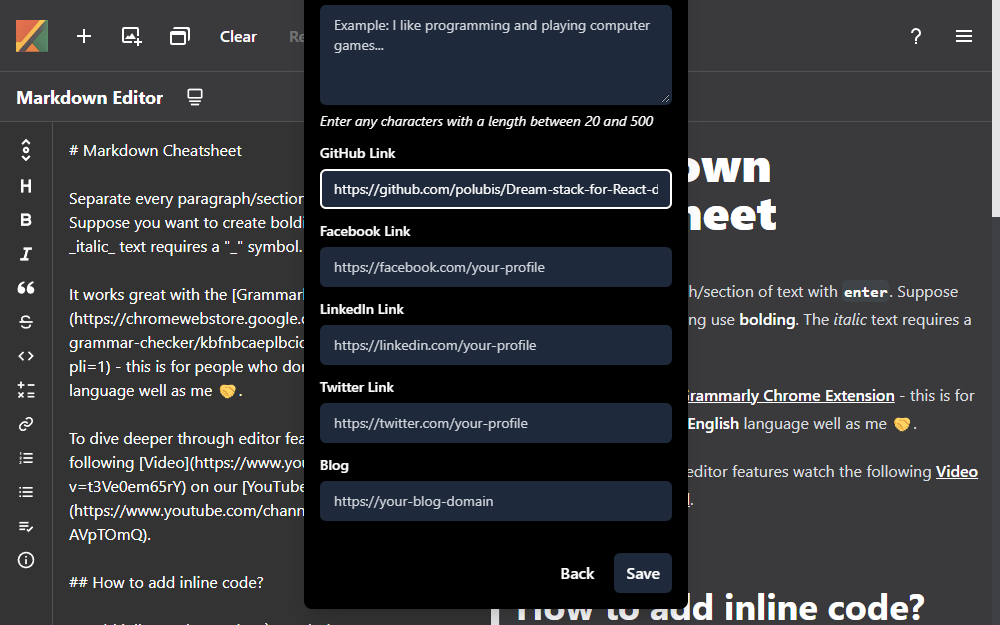 Clear
Re
Markdown Editor
# Markdown Cheatsheet
Separate every paragraph/section
Suppose you want to create boldi
_italic_ text requires a "_" symbol.
It works great with the [Grammar
(https://chromewebstore.google.c
grammar-checker/kbfnbcaeplbcic
pli=1) - this is for people who don
language well as me 🤝.
To dive deeper through editor fea
following [Video](https://www.you
v=t3Ve0em65rY) on our [YouTube
(https://www.youtube.com/chann
AVpTOmQ).
## How to add inline code?
Example: I like programming and playing computer
games...
Enter any characters with a length between 20 and 500
GitHub Link
https://github.com/polubis/Dream-stack-for-React-d
Facebook Link
https://facebook.com/your-profile
LinkedIn Link
https://linkedin.com/your-profile
Twitter Link
https://twitter.com/your-profile
Blog
https://your-blog-domain
Back
Save
own
heet
h/section of text with enter. Suppose
ng use bolding. The italic text requires a
Grammarly Chrome Extension - this is for
English language well as me 🤝.
editor features watch the following Video
l.
How to add inline code?